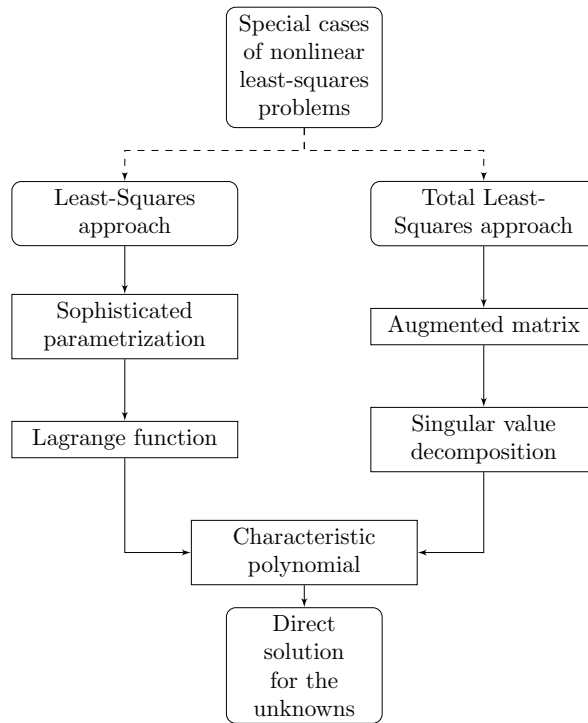 Special cases
of nonlinear
least-squares
problems
Least-Squares
approach
Total Least-
Squares approach
Sophisticated
parametrization
Augmented matrix
Lagrange function
Singular value
decomposition
Characteristic
polynomial
Direct
solution
for the
unknowns